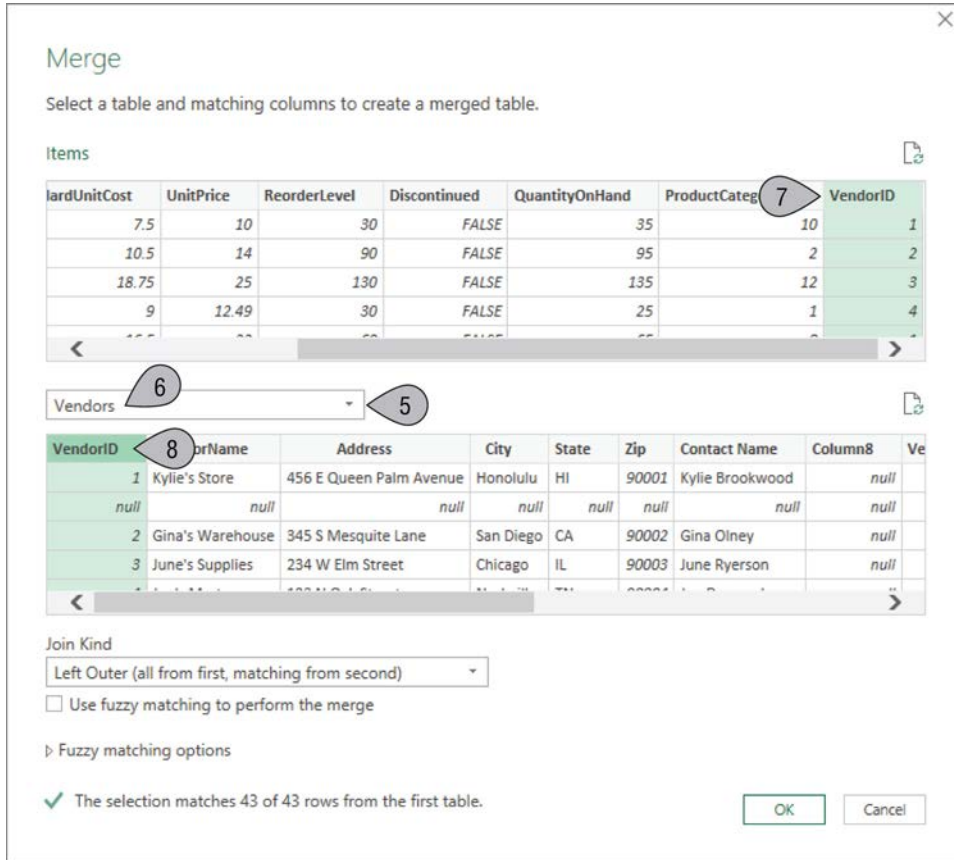 Merge
Select a table and matching columns to create a merged table.
Items
lardUnitCost UnitPrice ReorderLevel Discontinued QuantityOnHand ProductCateg 7 VendorID
7.5 10 30 FALSE 35 10 1
10.5 14 90 FALSE 95 2 2
18.75 25 130 FALSE 135 12 3
9 12.49 30 FALSE 25 1 4
6
Vendors 5
VendorID 8 orName Address City State Zip Contact Name Column8 Ve
1 Kylie's Store 456 E Queen Palm Avenue Honolulu HI 90001 Kylie Brookwood null
null null null null null null null null
2 Gina's Warehouse 345 S Mesquite Lane San Diego CA 90002 Gina Olney null
3 June's Supplies 234 W Elm Street Chicago IL 90003 June Ryerson null
Join Kind
Left Outer (all from first, matching from second)
Use fuzzy matching to perform the merge
Fuzzy matching options
The selection matches 43 of 43 rows from the first table.
OK Cancel